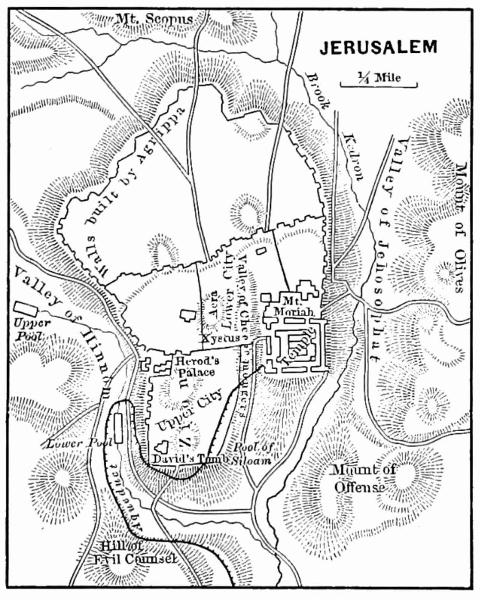 Mt. Scopus
JERUSALEM
¼ Mile
Brook
Kedron
Walls built by Agrippa
Valley of Jehosophat
Mount of Olives
Valley of Hinnom
Upper
Pool
Acra
Lower City
Valley of Cheesemongers
Mt.
Moriah
Temple
Xystus
Herod's
Palace
Zion
Upper City
Lower Pool
David's Tomb
Pool of
Siloam
Aqueduct
Mount of
Offense
Hill of
Evil Counsel